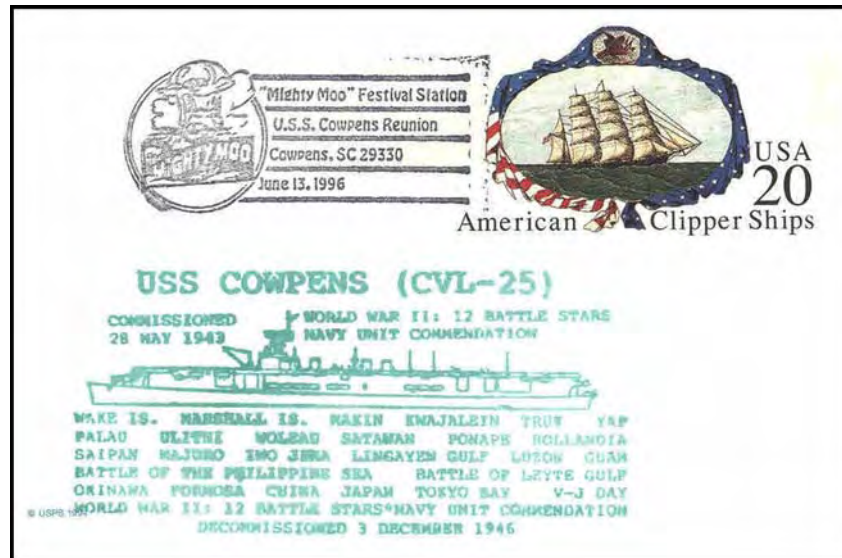 "Mighty Moo" Festival Station
U.S.S. Cowpens Reunion
Cowpens, SC 29330
June 13, 1996
MIGHTY MOO
USA
20
American Clipper Ships
USS COWPENS (CVL-25)
COMMISSIONED
28 MAY 1943
WORLD WAR II: 12 BATTLE STARS
NAVY UNIT COMMENDATION
WAKE IS. MARSHALL IS. MAKIN KWAJALEIN TRUK YAP
PALAU ULITHI WOLEAU SATAWAN PONAPE HOLLANDIA
SAIPAN MAJURO IWO JIMA LINGAYEN GULF LUZON GUAM
BATTLE OF THE PHILIPPINE SEA BATTLE OF LEYTE GULF
OKINAWA FORMOSA CHINA JAPAN TOKYO BAY V-J DAY
WORLD WAR II: 12 BATTLE STARS*NAVY UNIT COMMENDATION
DECOMMISSIONED 3 DECEMBER 1946
© USPS